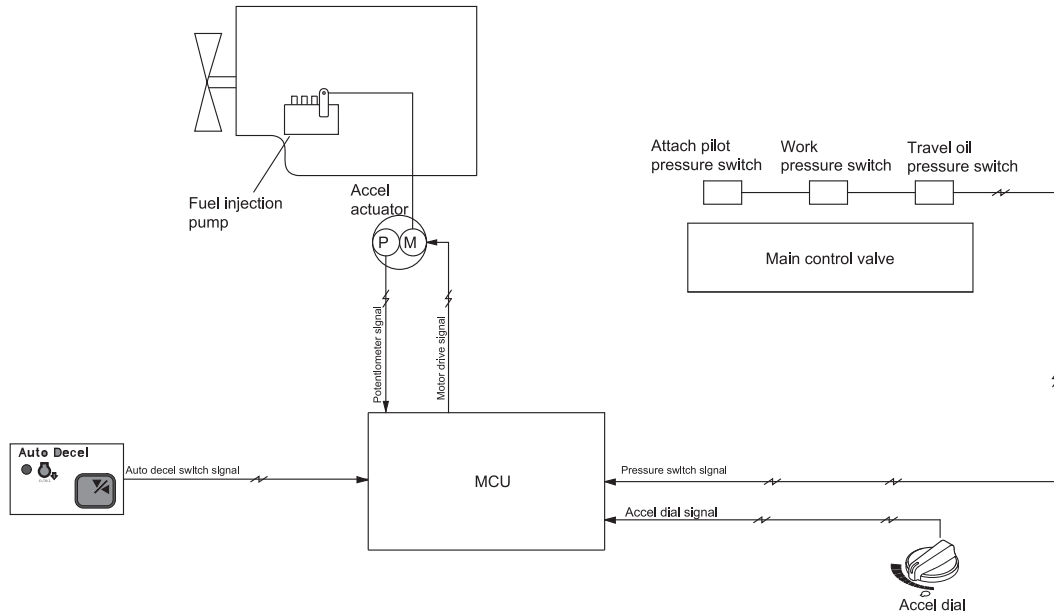 Attach pilot
pressure switch
Work
pressure switch
Travel oil
pressure switch
Fuel injection
pump
Accel
actuator
P
M
Main control valve
Potentiometer signal
Motor drive signal
Auto Decel
Auto decel switch signal
MCU
Pressure switch signal
Accel dial signal
Accel dial